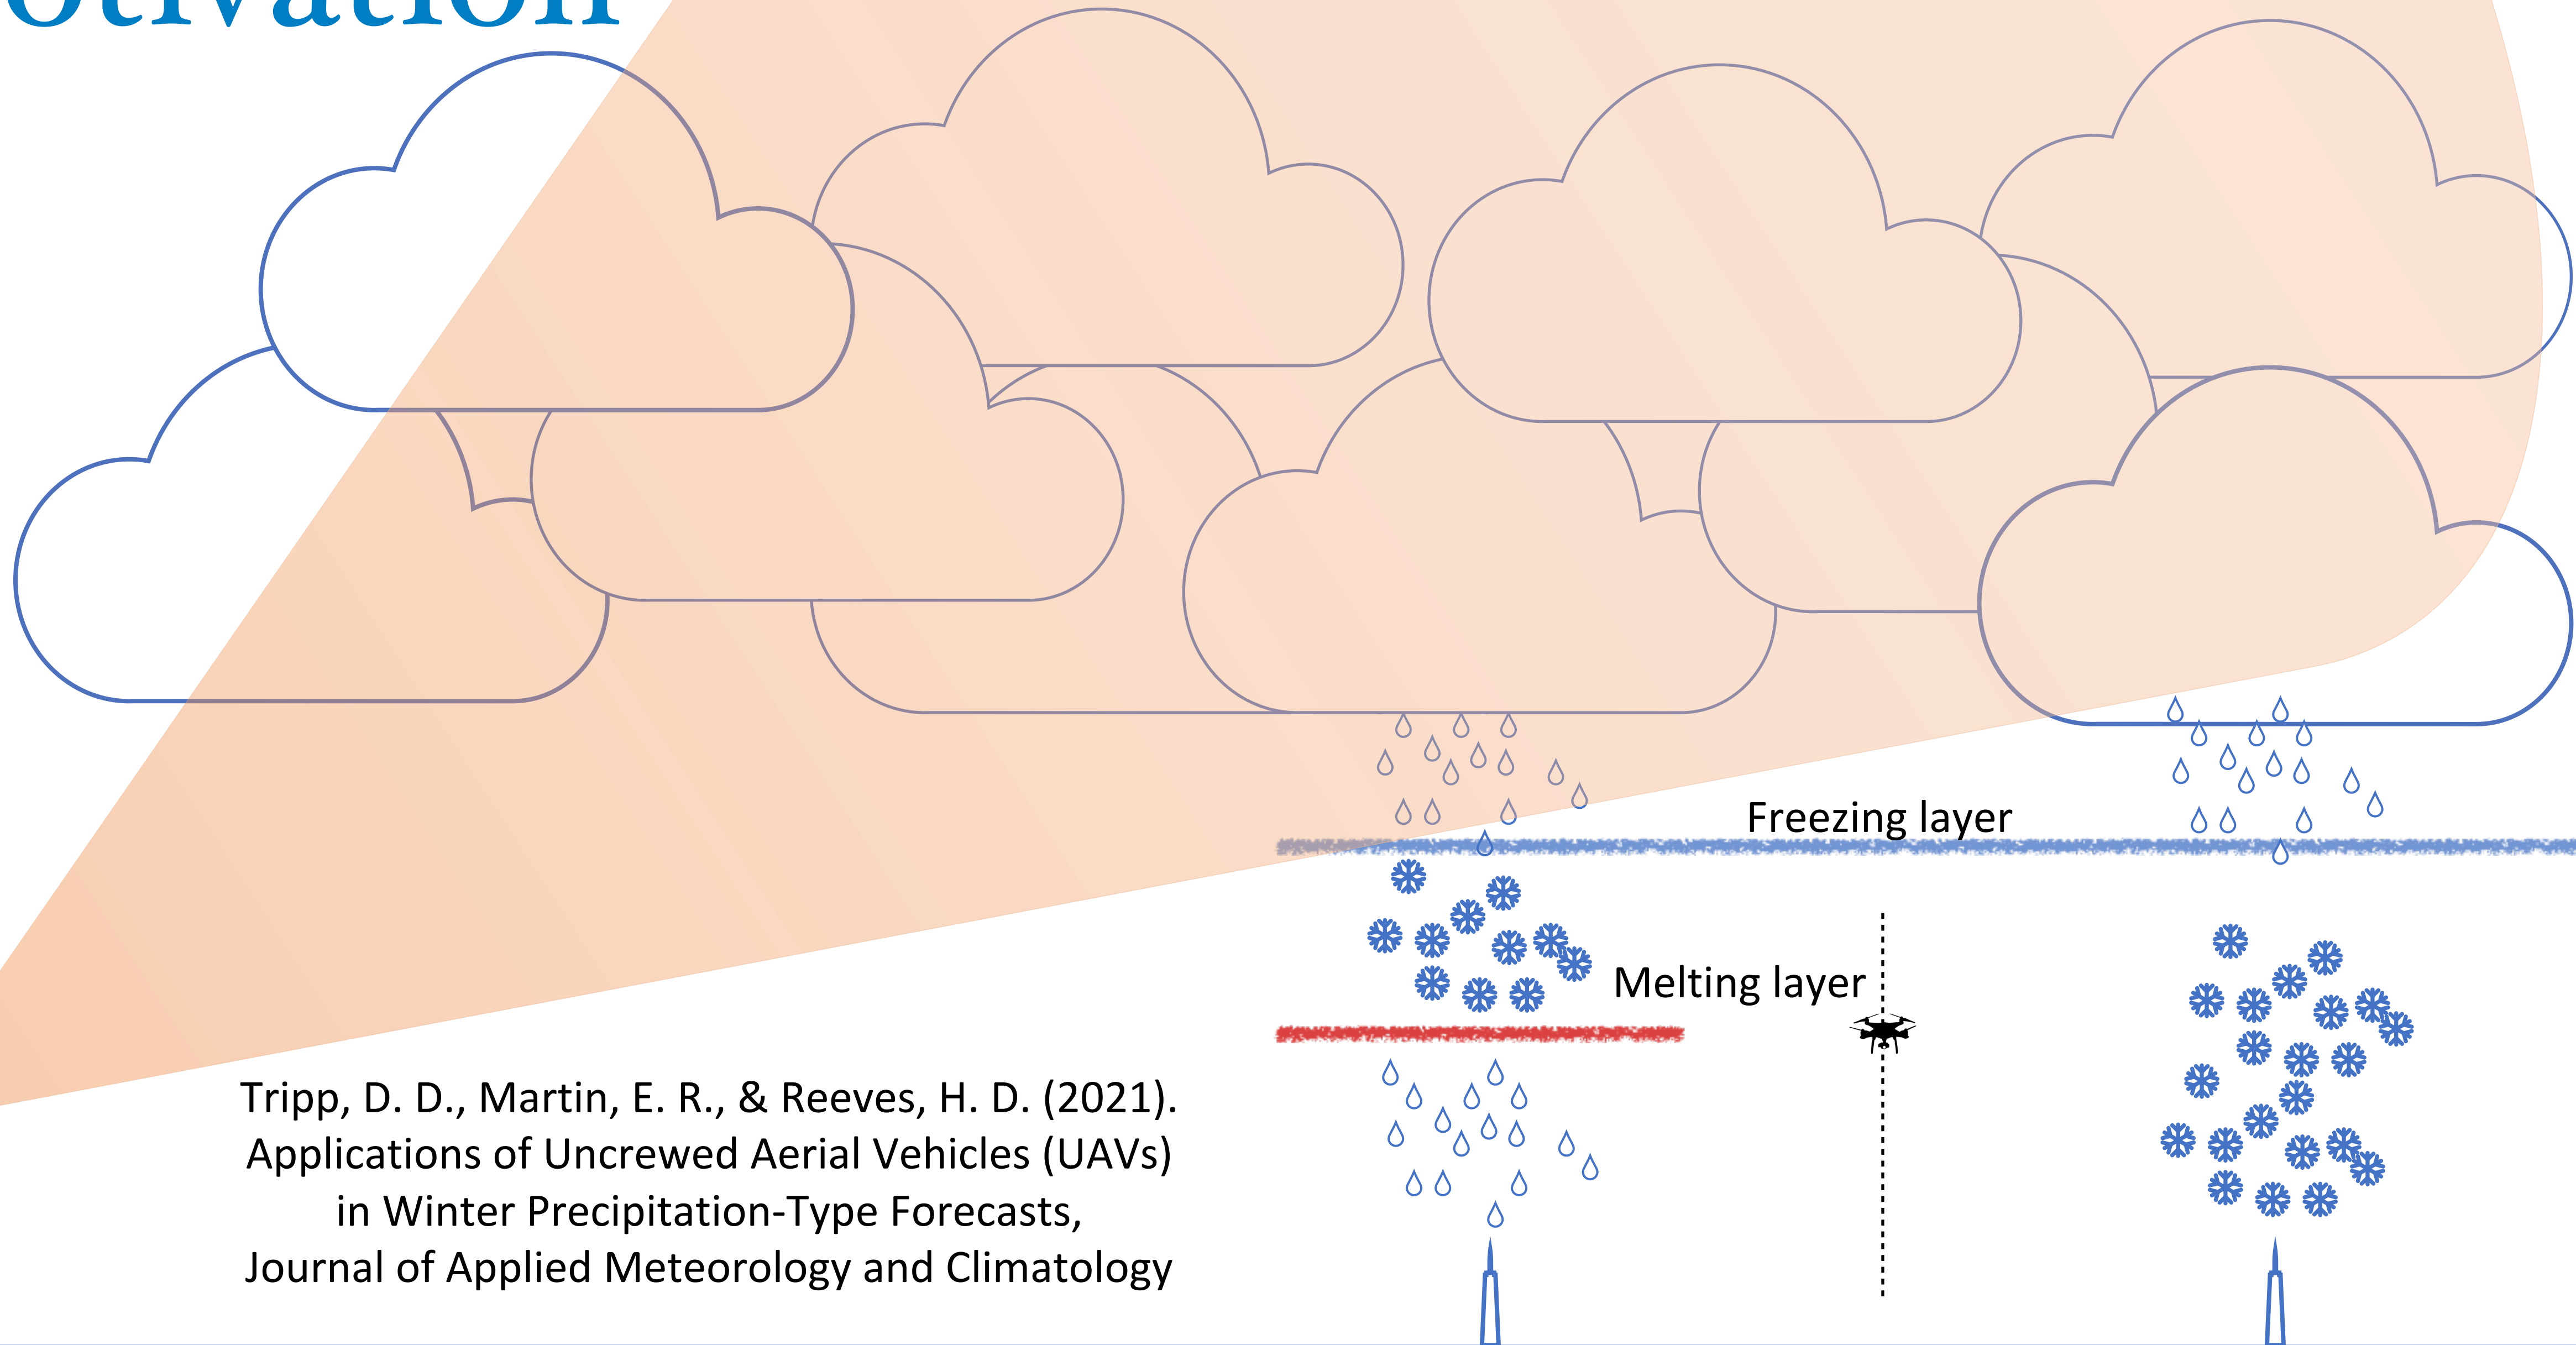 otivation
Freezing layer
Melting layer
Tripp, D. D., Martin, E. R., & Reeves, H. D. (2021).
Applications of Uncrewed Aerial Vehicles (UAVs)
in Winter Precipitation-Type Forecasts,
Journal of Applied Meteorology and Climatology